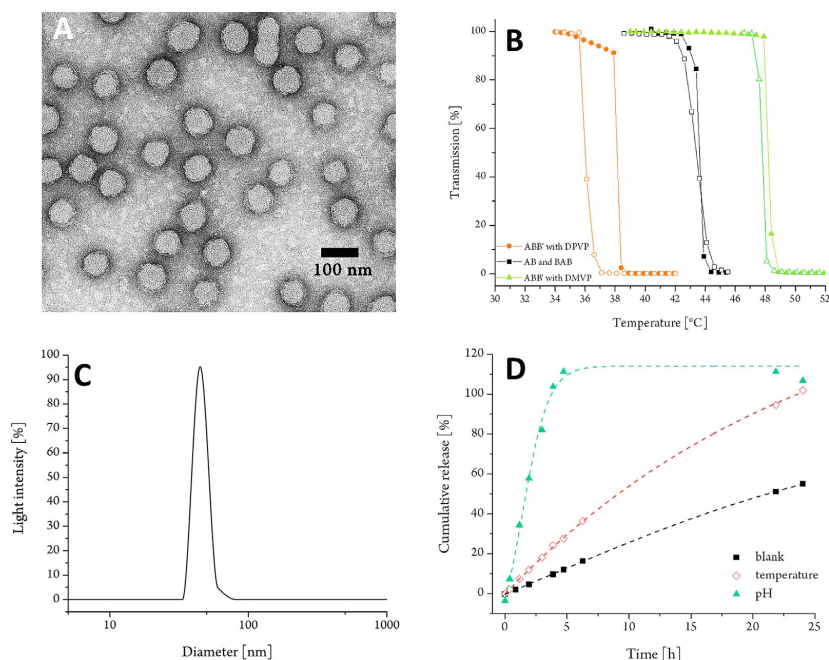 A
100 nm
B
Transmission [%]
100
80
60
40
20
0
ABB' with DPVP
AB and BAB
ABB' with DMVP
30 32 34 36 38 40 42 44 46 48 50 52
Temperature [°C]
C
Light intensity [%]
100
90
80
70
60
50
40
30
20
10
0
10 100 1000
Diameter [nm]
D
Cumulative release [%]
120
100
80
60
40
20
0
blank
temperature
pH
0 5 10 15 20 25
Time [h]